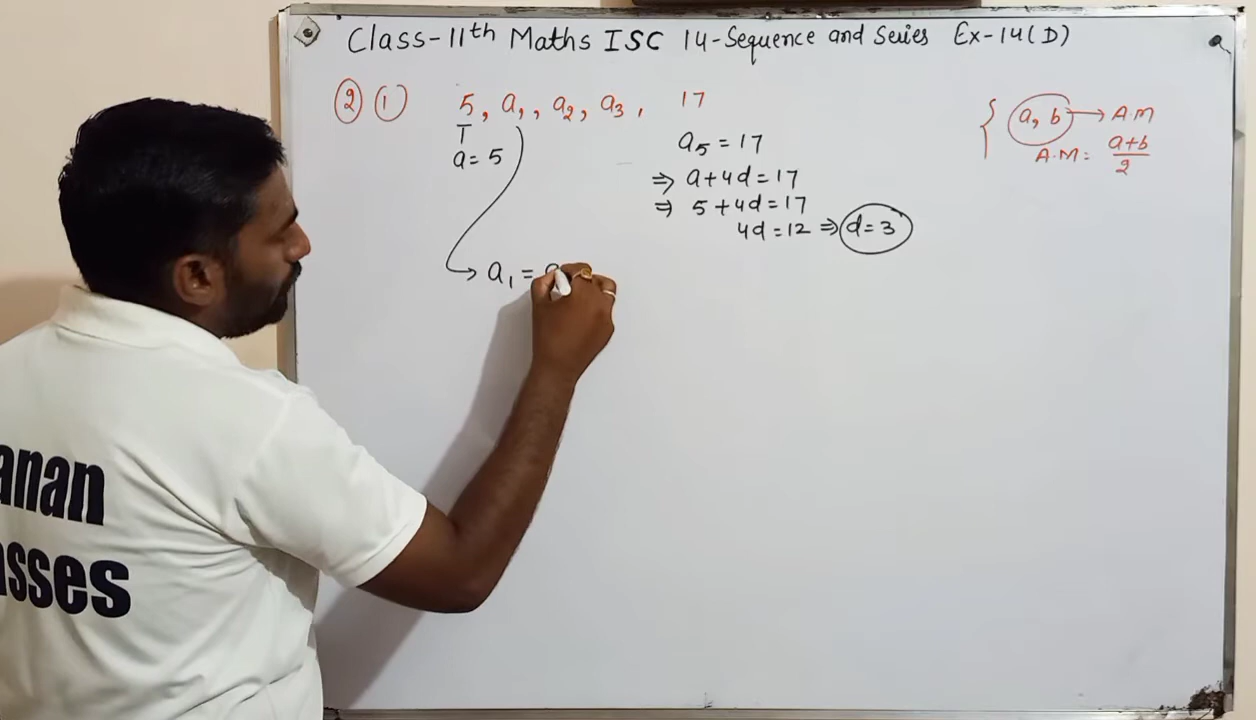 Class-11th Maths ISC 14-Sequence and Series Ex-14(D)
② ① 5, a₁, a₂, a₃, 17
a = 5
a₅ = 17
⇒ a+4d = 17
⇒ 5+4d = 17
4d = 12 ⇒ d = 3
a₁ =
{ a, b → A.M
A.M = a+b/2
anan
asses